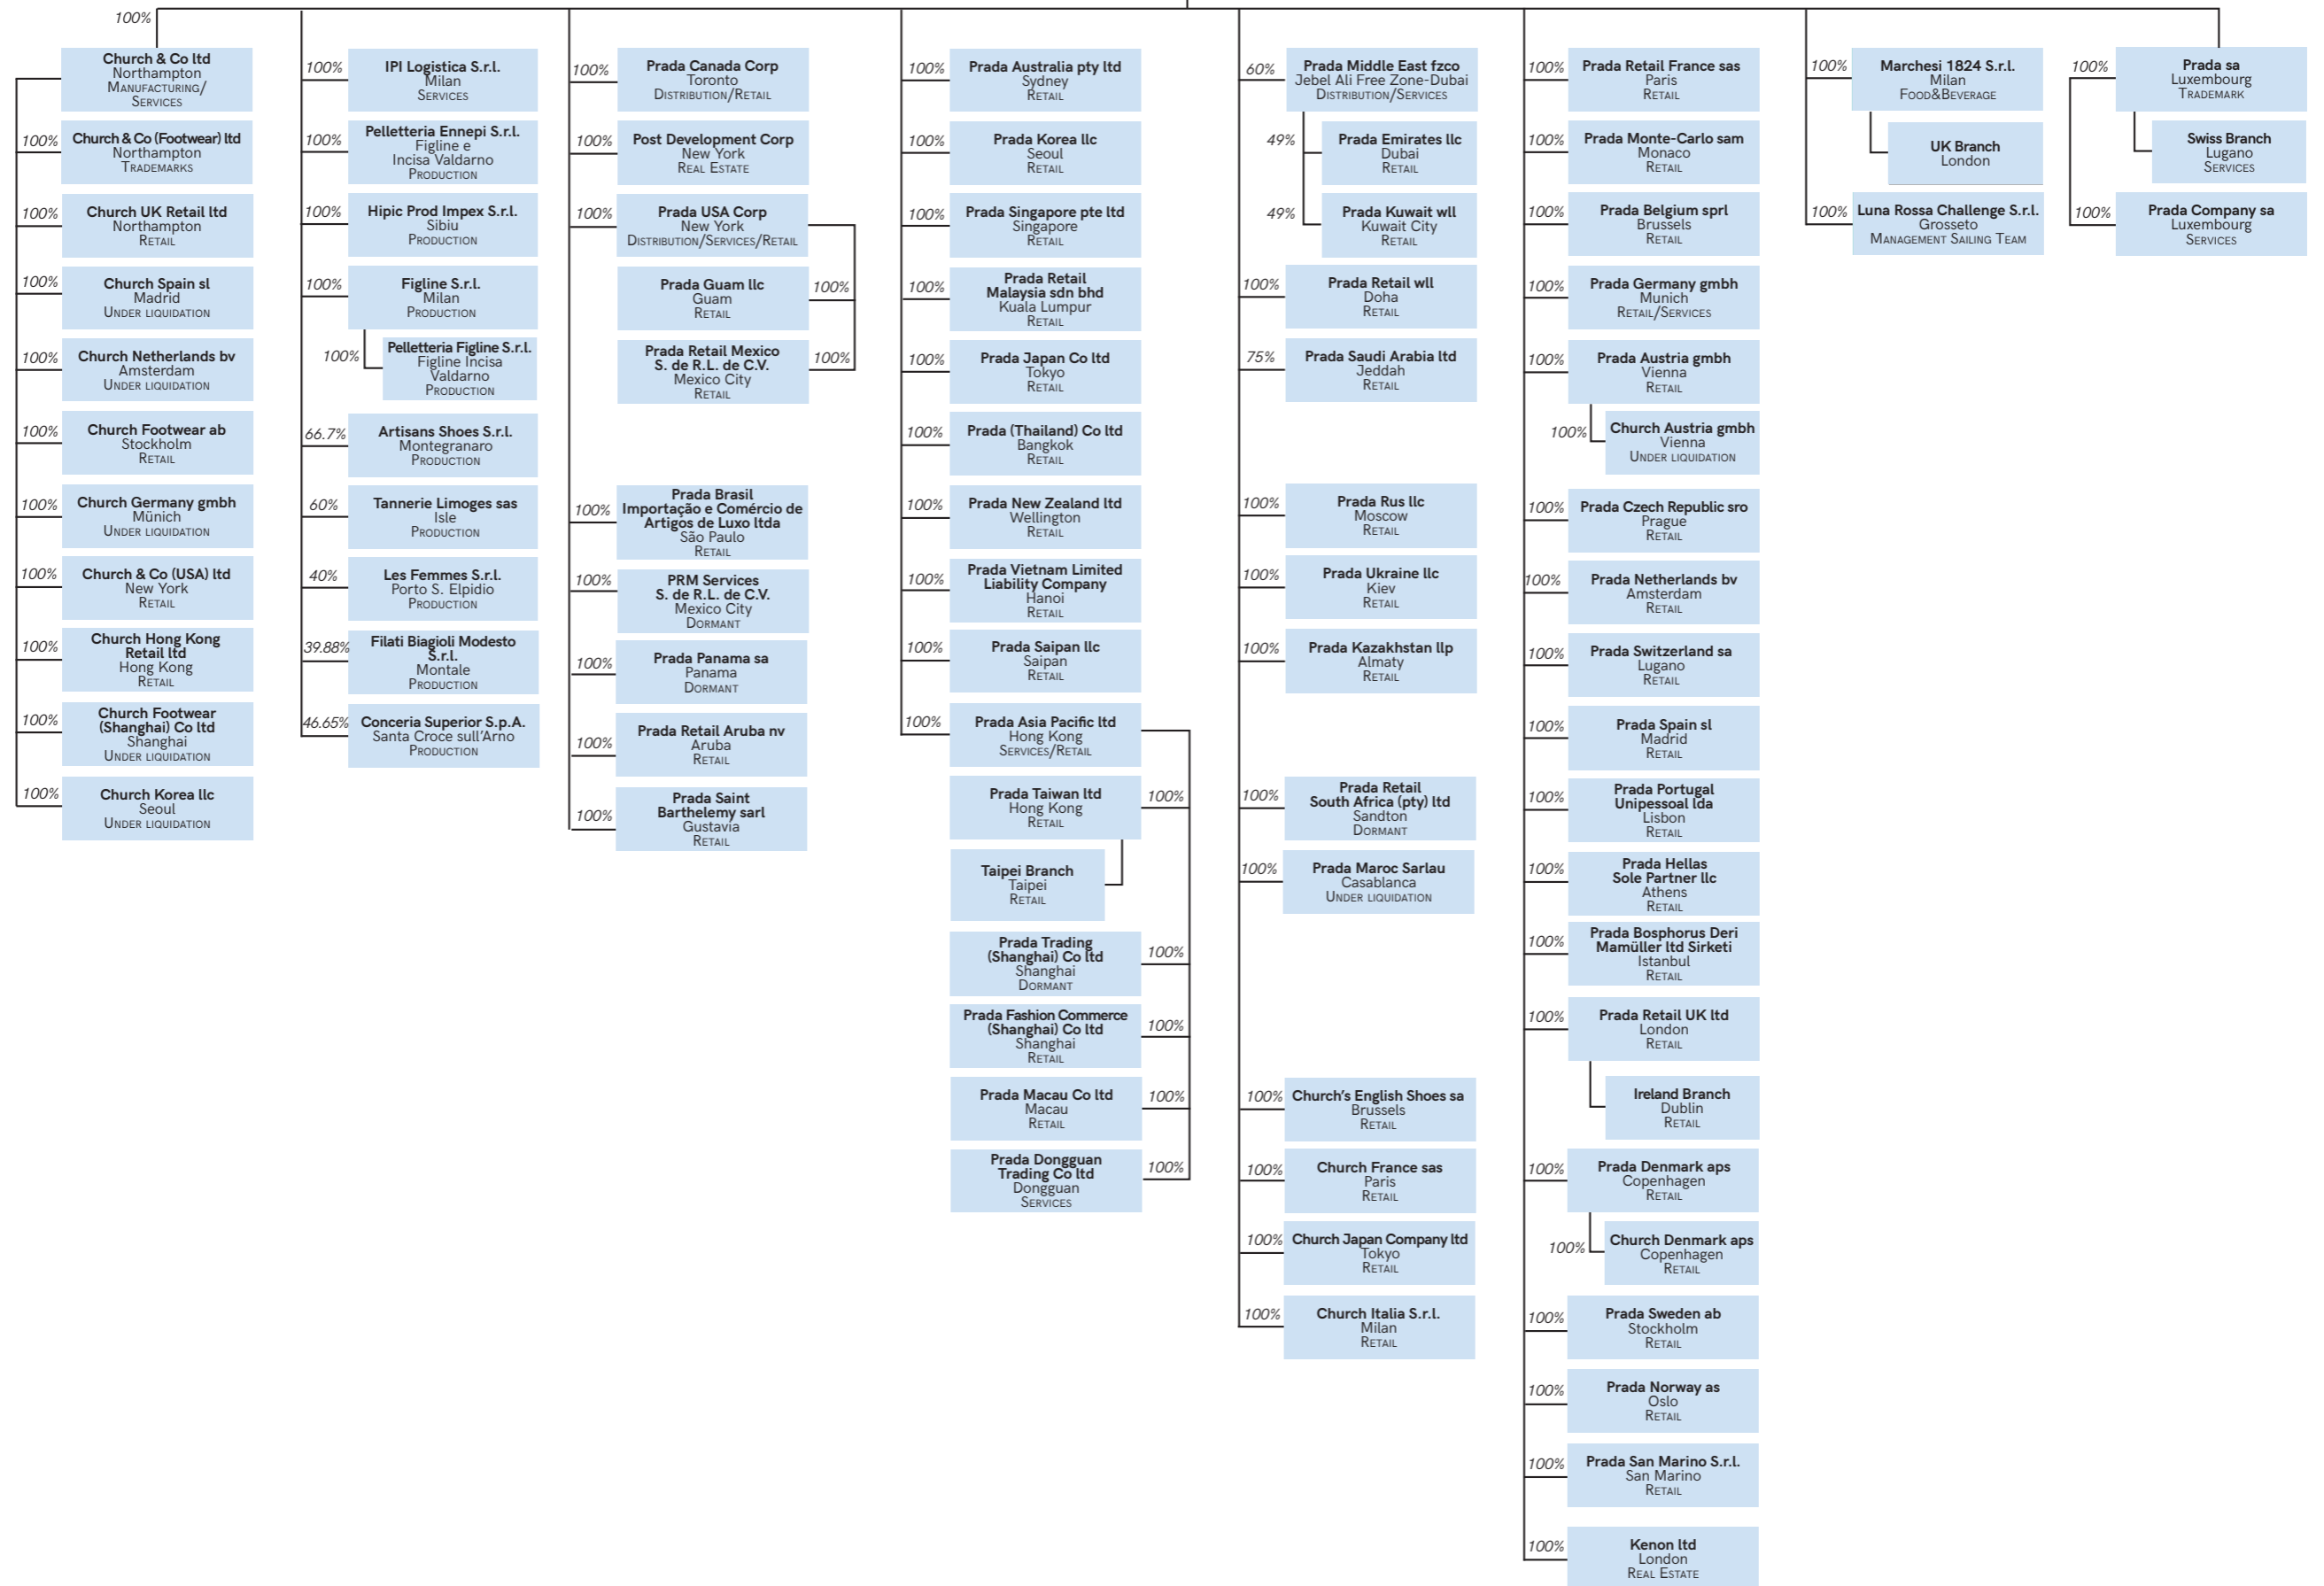 100%
Church & Co ltd
Northampton
Manufacturing/
Services
100%
Church & Co (Footwear) ltd
Northampton
Trademarks
100%
Church UK Retail ltd
Northampton
Retail
100%
Church Spain sl
Madrid
Under liquidation
100%
Church Netherlands bv
Amsterdam
Under liquidation
100%
Church Footwear ab
Stockholm
Retail
100%
Church Germany gmbh
Münich
Under liquidation
100%
Church & Co (USA) ltd
New York
Retail
100%
Church Hong Kong
Retail ltd
Hong Kong
Retail
100%
Church Footwear
(Shanghai) Co ltd
Shanghai
Under liquidation
100%
Church Korea llc
Seoul
Under liquidation
100%
IPI Logistica S.r.l.
Milan
Services
100%
Pelletteria Ennepi S.r.l.
Figline e
Incisa Valdarno
Production
100%
Hipic Prod Impex S.r.l.
Sibiu
Production
100%
Figline S.r.l.
Milan
Production
100%
Pelletteria Figline S.r.l.
Figline Incisa
Valdarno
Production
66.7%
Artisans Shoes S.r.l.
Montegranaro
Production
60%
Tannerie Limoges sas
Isle
Production
40%
Les Femmes S.r.l.
Porto S. Elpidio
Production
39.88%
Filati Biagioli Modesto
S.r.l.
Montale
Production
46.65%
Conceria Superior S.p.A.
Santa Croce sull'Arno
Production
100%
Prada Canada Corp
Toronto
Distribution/Retail
100%
Post Development Corp
New York
Real Estate
100%
Prada USA Corp
New York
Distribution/Services/Retail
Prada Guam llc
Guam
Retail
100%
Prada Retail Mexico
S. de R.L. de C.V.
Mexico City
Retail
100%
100%
Prada Brasil
Importação e Comércio de
Artigos de Luxo ltda
São Paulo
Retail
100%
PRM Services
S. de R.L. de C.V.
Mexico City
Dormant
100%
Prada Panama sa
Panama
Dormant
100%
Prada Retail Aruba nv
Aruba
Retail
100%
Prada Saint
Barthelemy sarl
Gustavia
Retail
100%
Prada Australia pty ltd
Sydney
Retail
100%
Prada Korea llc
Seoul
Retail
100%
Prada Singapore pte ltd
Singapore
Retail
100%
Prada Retail
Malaysia sdn bhd
Kuala Lumpur
Retail
100%
Prada Japan Co ltd
Tokyo
Retail
100%
Prada (Thailand) Co ltd
Bangkok
Retail
100%
Prada New Zealand ltd
Wellington
Retail
100%
Prada Vietnam Limited
Liability Company
Hanoi
Retail
100%
Prada Saipan llc
Saipan
Retail
100%
Prada Asia Pacific ltd
Hong Kong
Services/Retail
Prada Taiwan ltd
Hong Kong
Retail
100%
Taipei Branch
Taipei
Retail
Prada Trading
(Shanghai) Co ltd
Shanghai
Dormant
100%
Prada Fashion Commerce
(Shanghai) Co ltd
Shanghai
Retail
100%
Prada Macau Co ltd
Macau
Retail
100%
Prada Dongguan
Trading Co ltd
Dongguan
Services
100%
60%
Prada Middle East fzco
Jebel Ali Free Zone-Dubai
Distribution/Services
49%
Prada Emirates llc
Dubai
Retail
49%
Prada Kuwait wll
Kuwait City
Retail
100%
Prada Retail wll
Doha
Retail
75%
Prada Saudi Arabia ltd
Jeddah
Retail
100%
Prada Rus llc
Moscow
Retail
100%
Prada Ukraine llc
Kiev
Retail
100%
Prada Kazakhstan llp
Almaty
Retail
100%
Prada Retail
South Africa (pty) ltd
Sandton
Dormant
100%
Prada Maroc Sarlau
Casablanca
Under liquidation
100%
Church's English Shoes sa
Brussels
Retail
100%
Church France sas
Paris
Retail
100%
Church Japan Company ltd
Tokyo
Retail
100%
Church Italia S.r.l.
Milan
Retail
100%
Prada Retail France sas
Paris
Retail
100%
Prada Monte-Carlo sam
Monaco
Retail
100%
Prada Belgium sprl
Brussels
Retail
100%
Prada Germany gmbh
Munich
Retail/Services
100%
Prada Austria gmbh
Vienna
Retail
100%
Church Austria gmbh
Vienna
Under liquidation
100%
Prada Czech Republic sro
Prague
Retail
100%
Prada Netherlands bv
Amsterdam
Retail
100%
Prada Switzerland sa
Lugano
Retail
100%
Prada Spain sl
Madrid
Retail
100%
Prada Portugal
Unipessoal lda
Lisbon
Retail
100%
Prada Hellas
Sole Partner llc
Athens
Retail
100%
Prada Bosphorus Deri
Mamüller ltd Sirketi
Istanbul
Retail
100%
Prada Retail UK ltd
London
Retail
Ireland Branch
Dublin
Retail
100%
Prada Denmark aps
Copenhagen
Retail
100%
Church Denmark aps
Copenhagen
Retail
100%
Prada Sweden ab
Stockholm
Retail
100%
Prada Norway as
Oslo
Retail
100%
Prada San Marino S.r.l.
San Marino
Retail
100%
Kenon ltd
London
Real Estate
100%
Marchesi 1824 S.r.l.
Milan
Food&Beverage
UK Branch
London
100%
Luna Rossa Challenge S.r.l.
Grosseto
Management Sailing Team
100%
Prada sa
Luxembourg
Trademark
Swiss Branch
Lugano
Services
100%
Prada Company sa
Luxembourg
Services